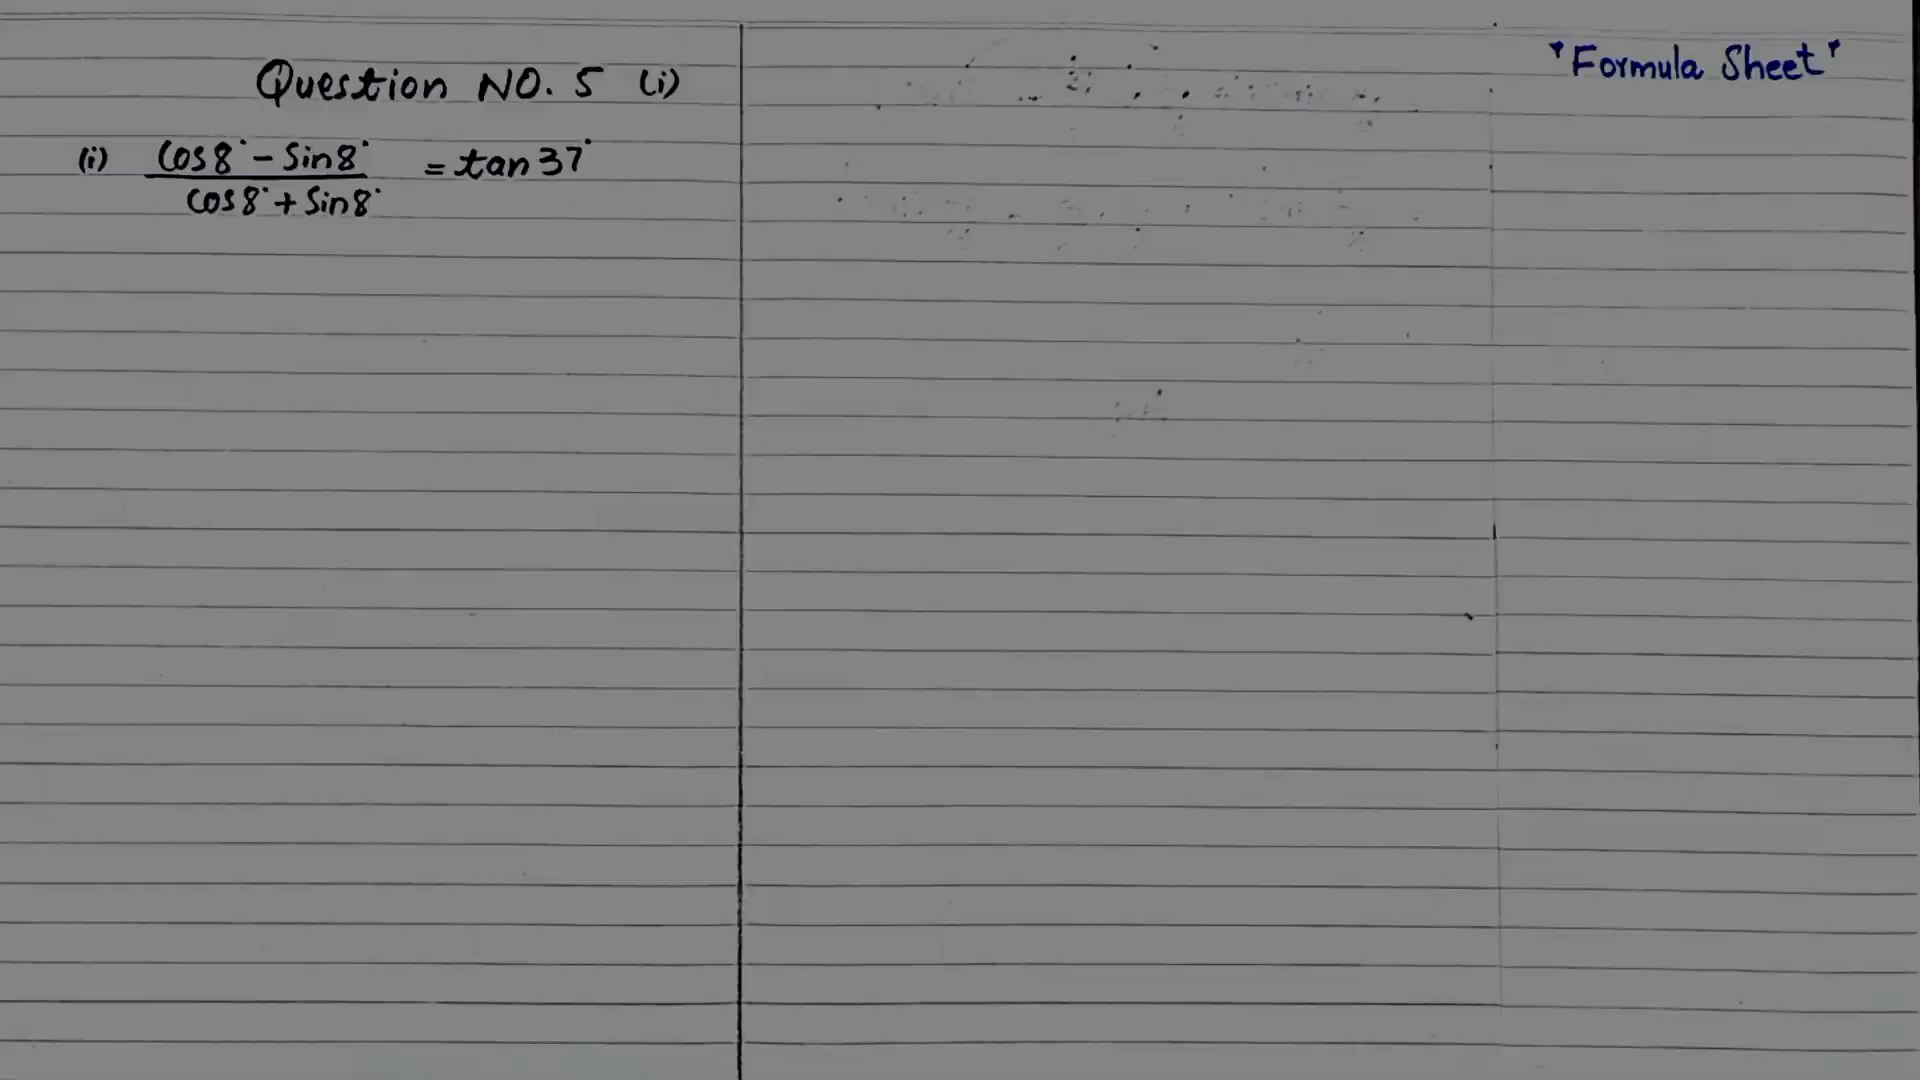 Question NO. 5 (i)
(i) Cos8° - Sin8° = tan37°
Cos8° + Sin8°
"Formula Sheet"